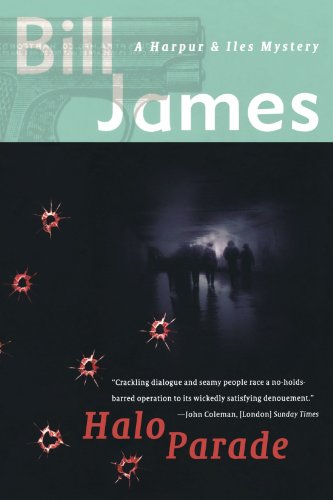 Bill
A Harpur & Iles Mystery
James
"Crackling dialogue and seamy people race a no-holds-
barred operation to its wickedly satisfying denouement."
—John Coleman, [London] Sunday Times
Halo
Parade